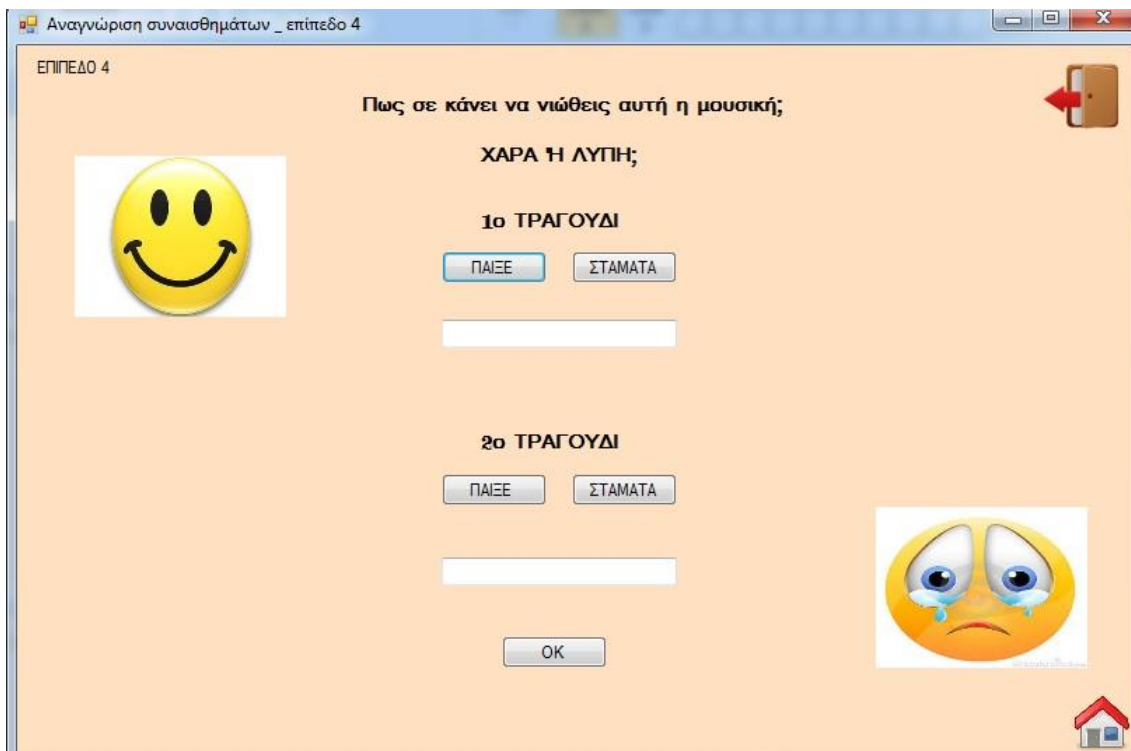 Αναγνώριση συναισθημάτων _ επίπεδο 4
ΕΠΙΠΕΔΟ 4
Πως σε κάνει να νιώθεις αυτή η μουσική;
ΧΑΡΑ Ή ΛΥΠΗ;
1ο ΤΡΑΓΟΥΔΙ
ΠΑΙΞΕ ΣΤΑΜΑΤΑ
2ο ΤΡΑΓΟΥΔΙ
ΠΑΙΞΕ ΣΤΑΜΑΤΑ
OK